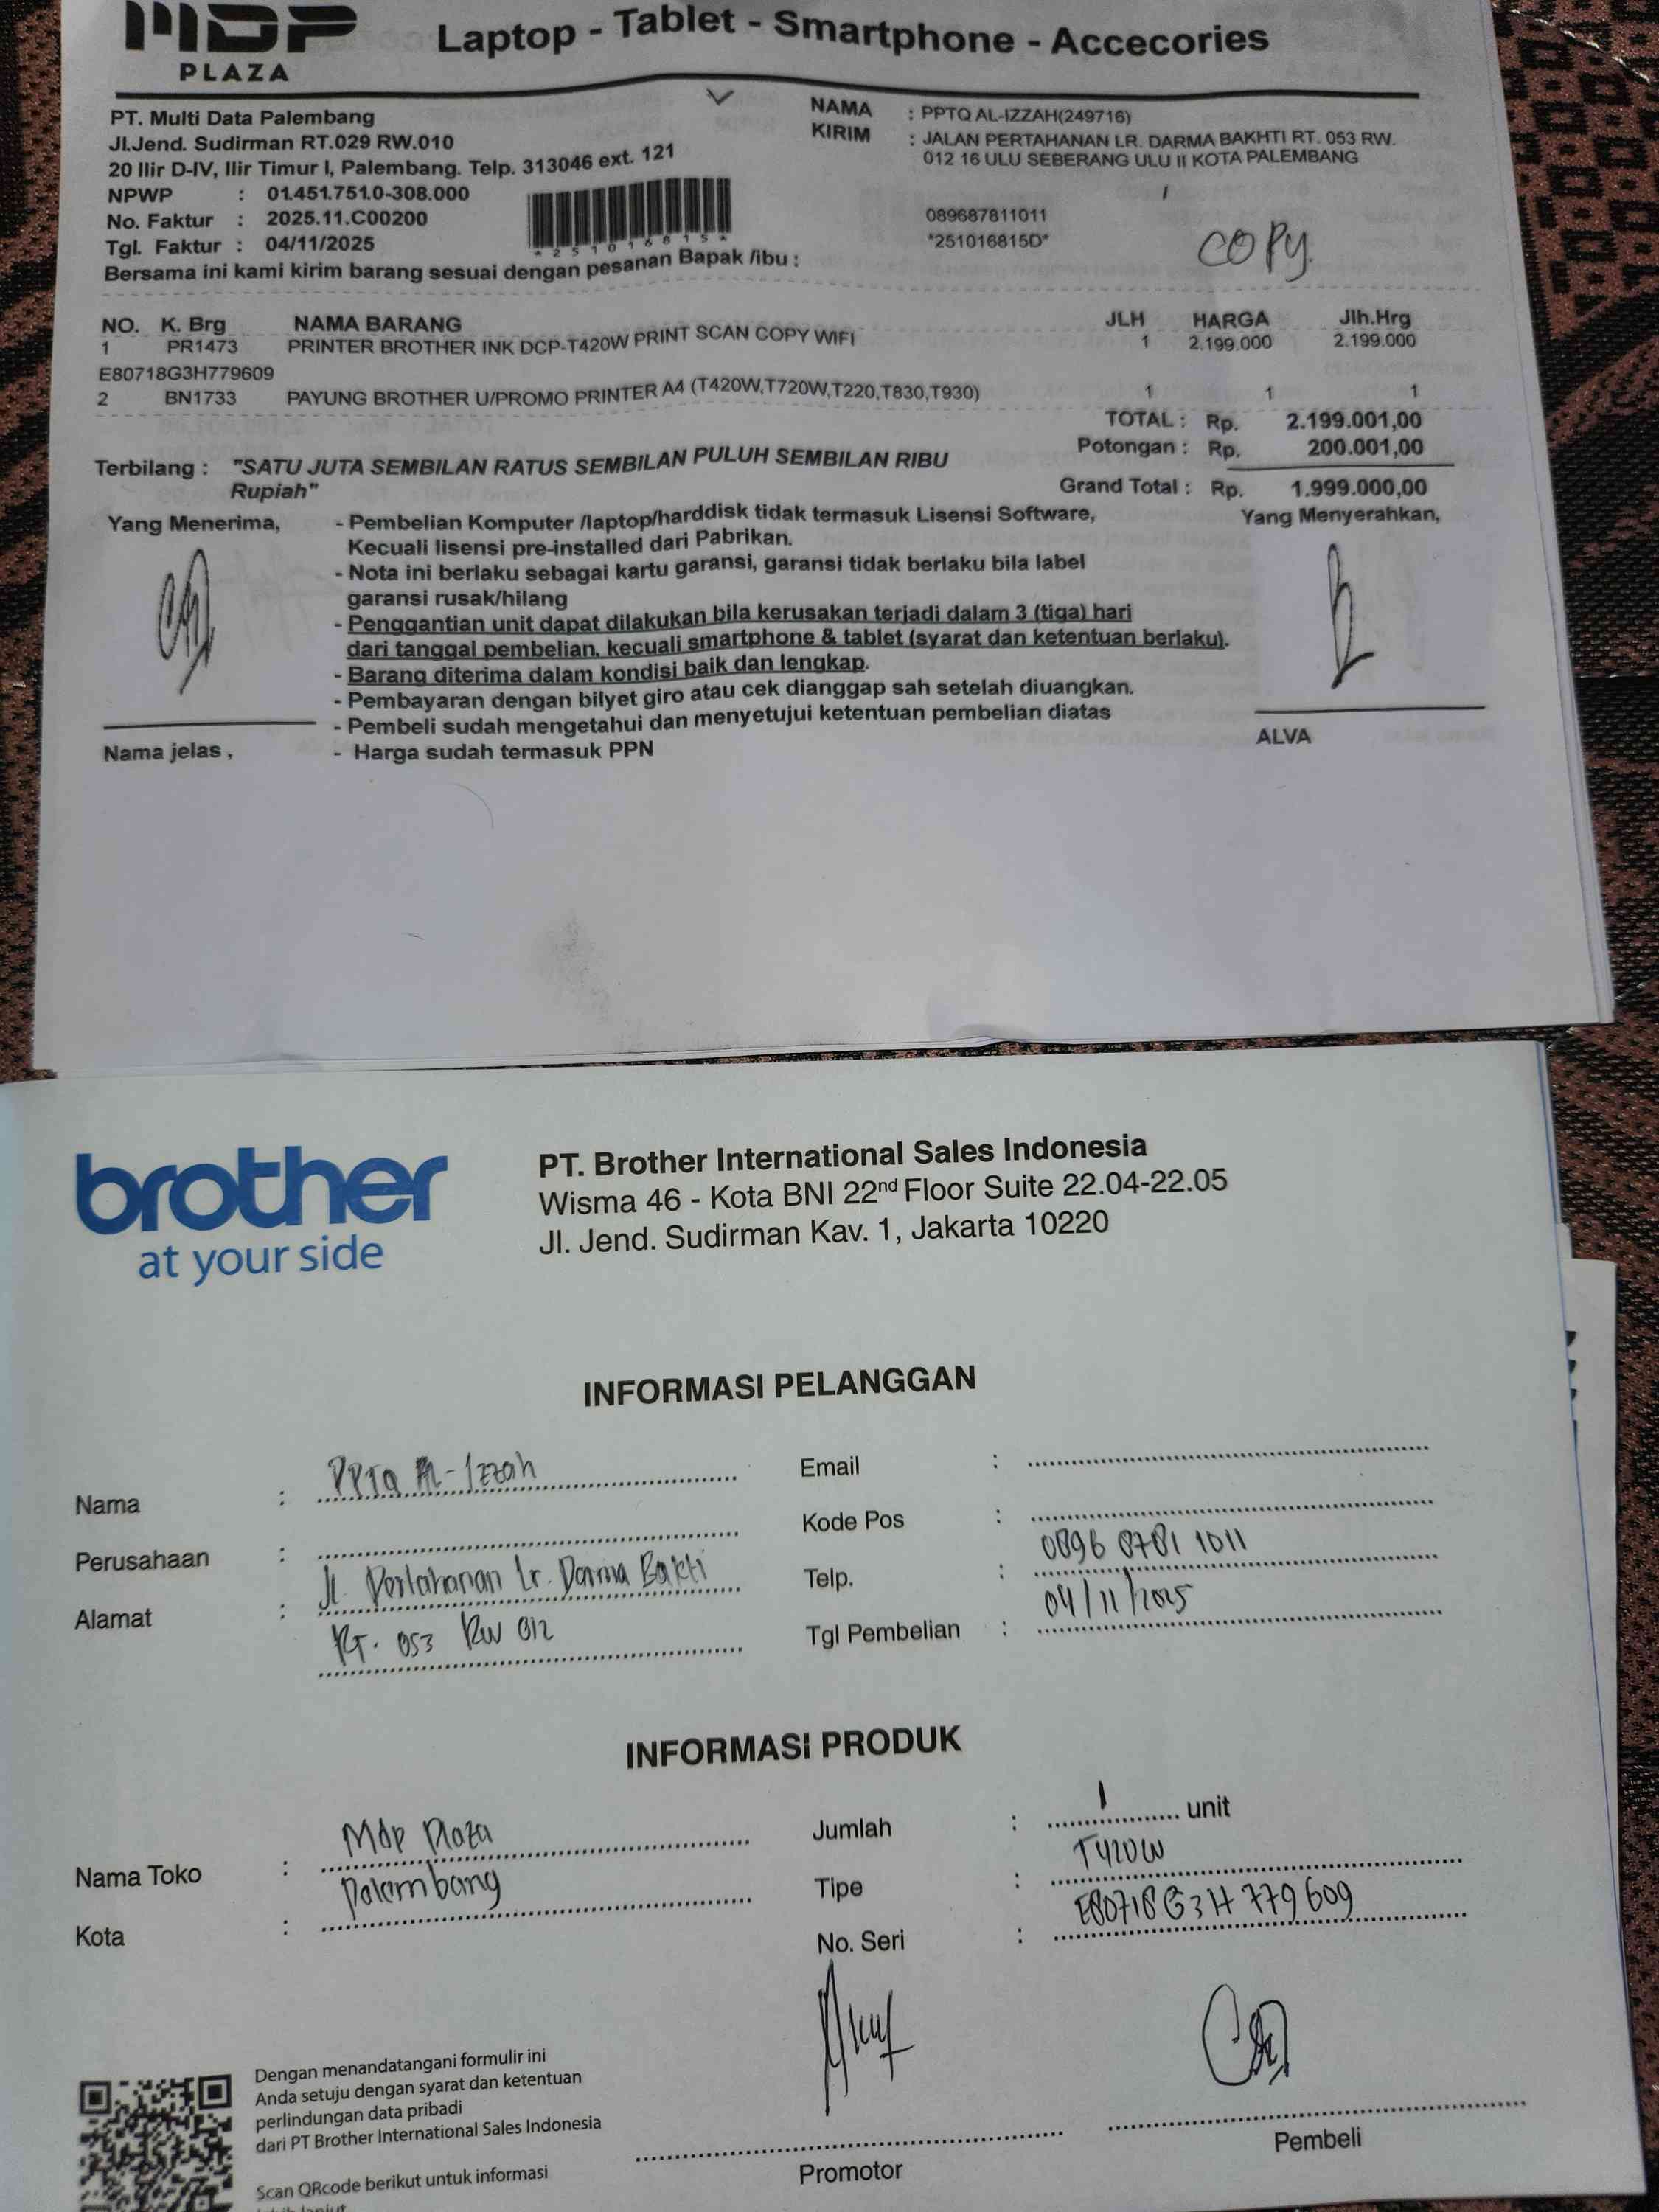 MDP
PLAZA
Laptop - Tablet - Smartphone - Accecories
PT. Multi Data Palembang
Jl.Jend. Sudirman RT.029 RW.010
20 Ilir D-IV, Ilir Timur I, Palembang. Telp. 313046 ext. 121
NPWP : 01.451.751.0-308.000
No. Faktur : 2025.11.C00200
Tgl. Faktur : 04/11/2025
*251016815*
NAMA : PPTQ AL-IZZAH(249716)
KIRIM : JALAN PERTAHANAN LR. DARMA BAKHTI RT. 053 RW.
012 16 ULU SEBERANG ULU II KOTA PALEMBANG
089687811011
*251016815D*
COPY.
Bersama ini kami kirim barang sesuai dengan pesanan Bapak /ibu :
NO. K. Brg NAMA BARANG JLH HARGA Jlh.Hrg
1 PR1473 PRINTER BROTHER INK DCP-T420W PRINT SCAN COPY WIFI 1 2.199.000 2.199.000
E80718G3H779609
2 BN1733 PAYUNG BROTHER U/PROMO PRINTER A4 (T420W,T720W,T220,T830,T930) 1 1 1
TOTAL : Rp. 2.199.001,00
Potongan : Rp. 200.001,00
Grand Total : Rp. 1.999.000,00
Terbilang : "SATU JUTA SEMBILAN RATUS SEMBILAN PULUH SEMBILAN RIBU
Rupiah"
Yang Menerima,
- Pembelian Komputer /laptop/harddisk tidak termasuk Lisensi Software,
Kecuali lisensi pre-installed dari Pabrikan.
- Nota ini berlaku sebagai kartu garansi, garansi tidak berlaku bila label
garansi rusak/hilang
- Penggantian unit dapat dilakukan bila kerusakan terjadi dalam 3 (tiga) hari
dari tanggal pembelian, kecuali smartphone & tablet (syarat dan ketentuan berlaku).
- Barang diterima dalam kondisi baik dan lengkap.
- Pembayaran dengan bilyet giro atau cek dianggap sah setelah diuangkan.
- Pembeli sudah mengetahui dan menyetujui ketentuan pembelian diatas
- Harga sudah termasuk PPN
Yang Menyerahkan,
Nama jelas ,
ALVA
brother
at your side
PT. Brother International Sales Indonesia
Wisma 46 - Kota BNI 22nd Floor Suite 22.04-22.05
Jl. Jend. Sudirman Kav. 1, Jakarta 10220
INFORMASI PELANGGAN
Nama : PPTQ Al-Izzah
Perusahaan :
Alamat : Jl. Pertahanan Lr. Darma Bakti
RT. 053 RW 012
Email :
Kode Pos :
Telp. : 0896 8781 1011
Tgl Pembelian : 04/11/2025
INFORMASI PRODUK
Nama Toko : Mdp Plaza
Kota : Palembang
Jumlah : 1 unit
Tipe : T420W
No. Seri : E80718G3H779609
Dengan menandatangani formulir ini
Anda setuju dengan syarat dan ketentuan
perlindungan data pribadi
dari PT Brother International Sales Indonesia
Scan QRcode berikut untuk informasi
lebih lanjut
Promotor
Pembeli